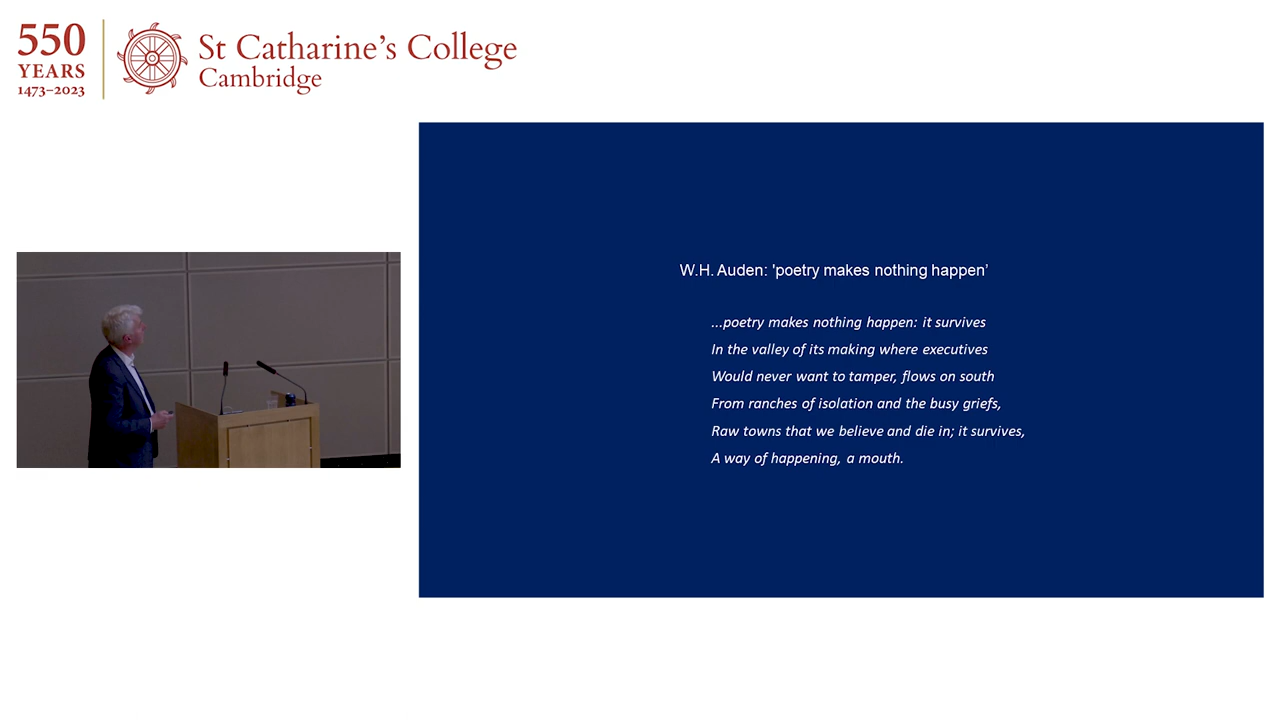 550
YEARS
1473–2023
St Catharine’s College
Cambridge
W.H. Auden: 'poetry makes nothing happen’
...poetry makes nothing happen: it survives
In the valley of its making where executives
Would never want to tamper, flows on south
From ranches of isolation and the busy griefs,
Raw towns that we believe and die in; it survives,
A way of happening, a mouth.